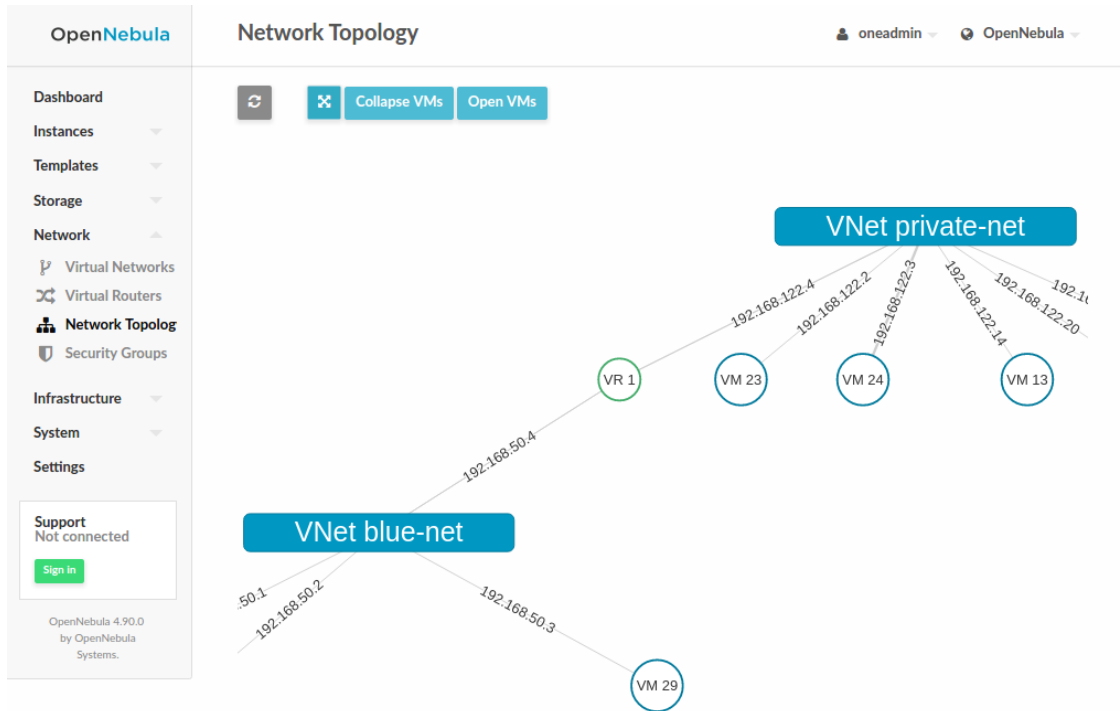 OpenNebula
Network Topology
oneadmin
OpenNebula
Dashboard
Instances
Templates
Storage
Network
Virtual Networks
Virtual Routers
Network Topolog
Security Groups
Infrastructure
System
Settings
Support
Not connected
Sign in
OpenNebula 4.90.0
by OpenNebula
Systems.
Collapse VMs
Open VMs
VNet private-net
192.168.122.4
192.168.122.2
192.168.122.3
192.168.122.14
192.168.122.20
VR 1
VM 23
VM 24
VM 13
192.168.50.4
VNet blue-net
.50.1
192.168.50.2
192.168.50.3
VM 29